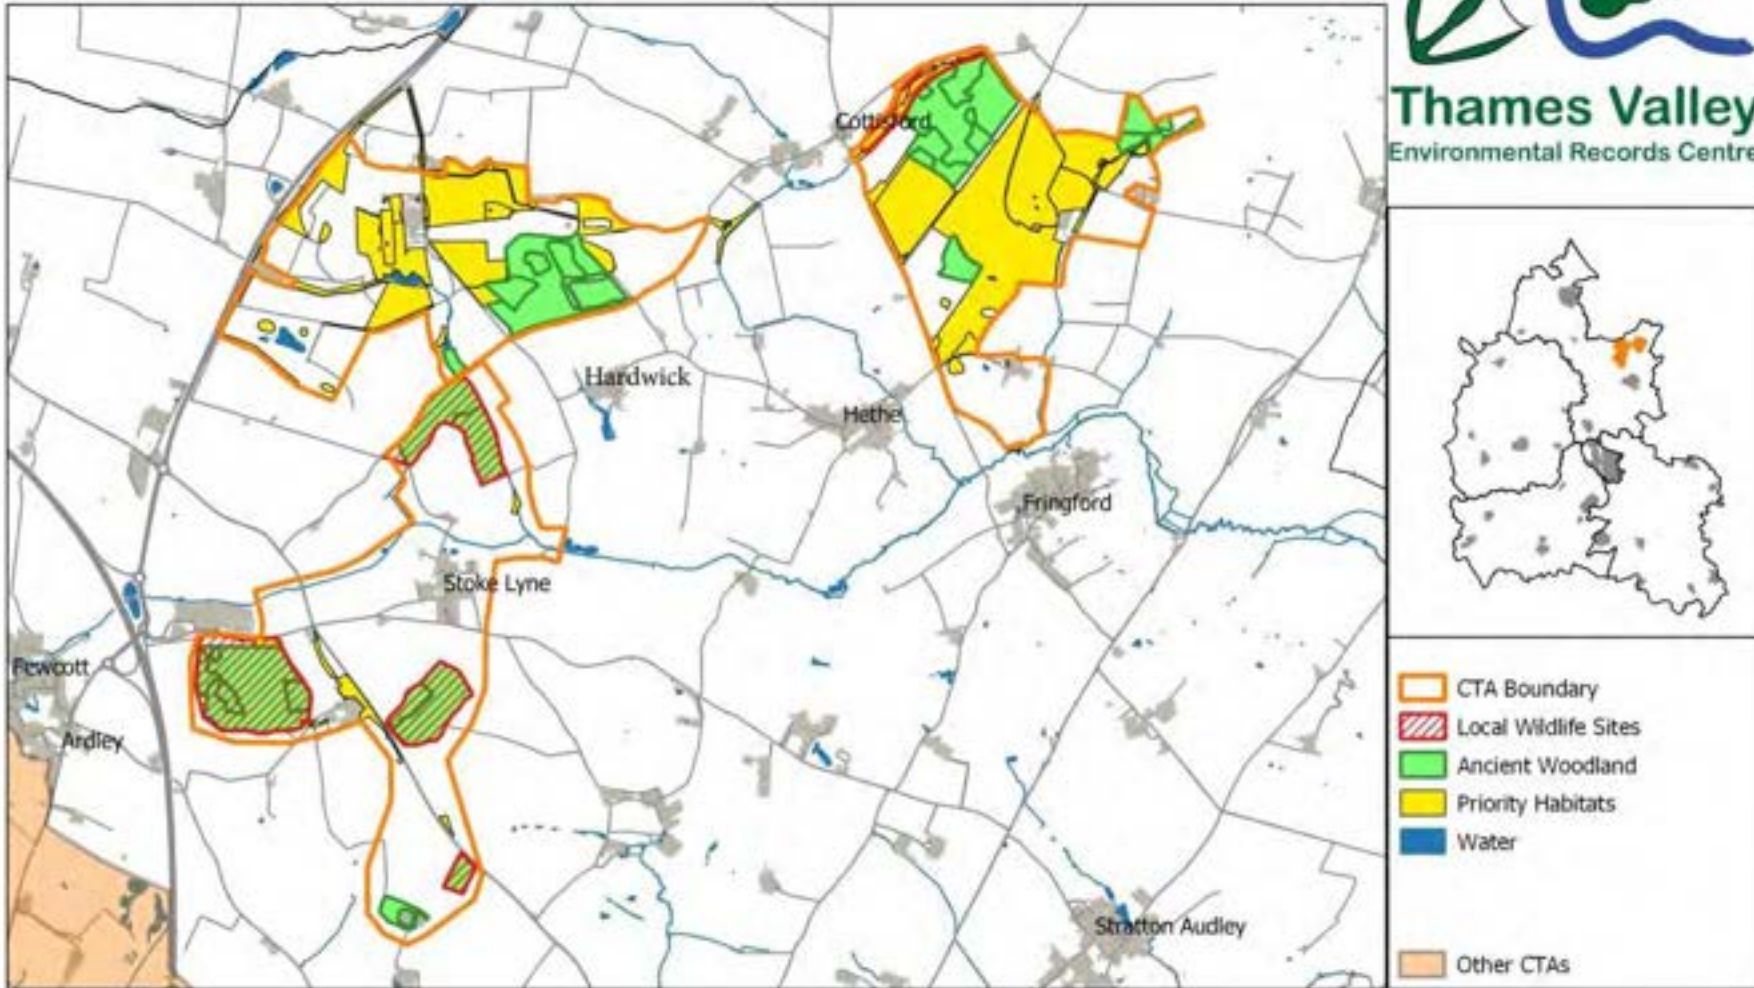 Thames Valley
Environmental Records Centre
Cottisford
Hardwick
Hethe
Fringford
Stoke Lyne
Fewcott
Ardley
Stratton Audley
CTA Boundary
Local Wildlife Sites
Ancient Woodland
Priority Habitats
Water
Other CTAs